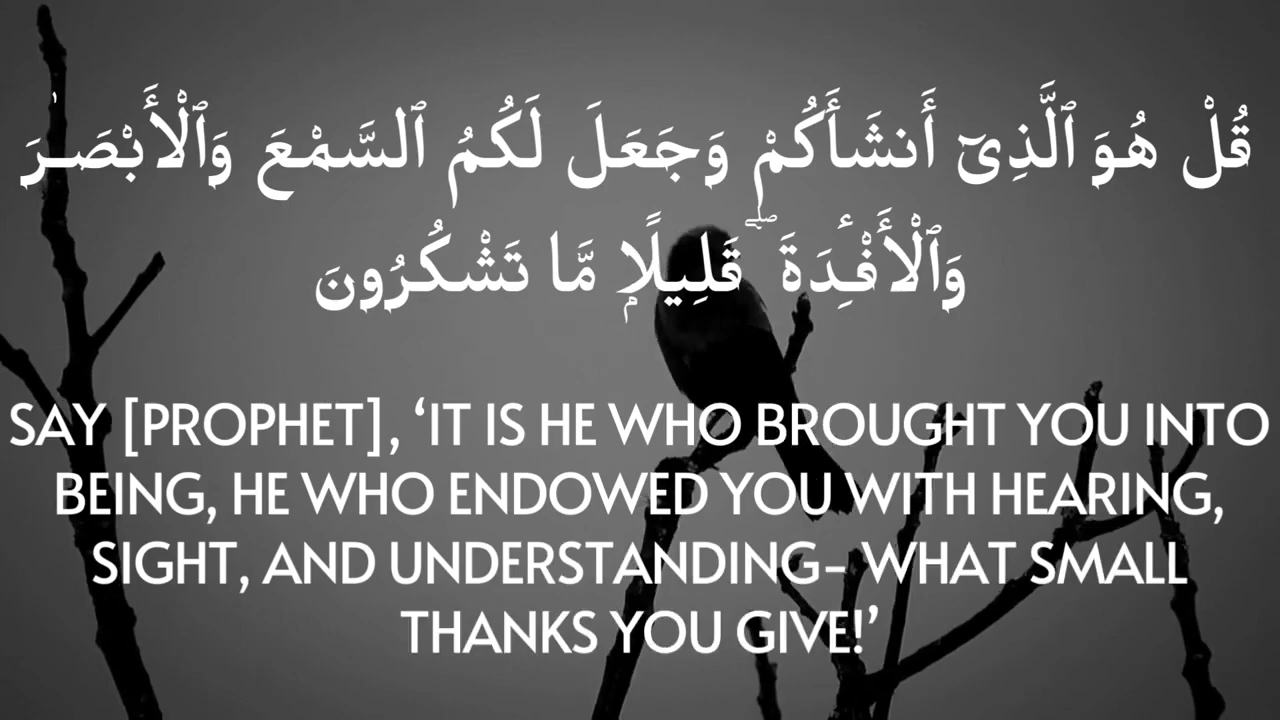 قُلْ هُوَ ٱلَّذِىٓ أَنشَأَكُمْ وَجَعَلَ لَكُمُ ٱلسَّمْعَ وَٱلْأَبْصَـٰرَ
وَٱلْأَفْـِٔدَةَ ۖ قَلِيلًۭا مَّا تَشْكُرُونَ
SAY [PROPHET], ‘IT IS HE WHO BROUGHT YOU INTO
BEING, HE WHO ENDOWED YOU WITH HEARING,
SIGHT, AND UNDERSTANDING- WHAT SMALL
THANKS YOU GIVE!’